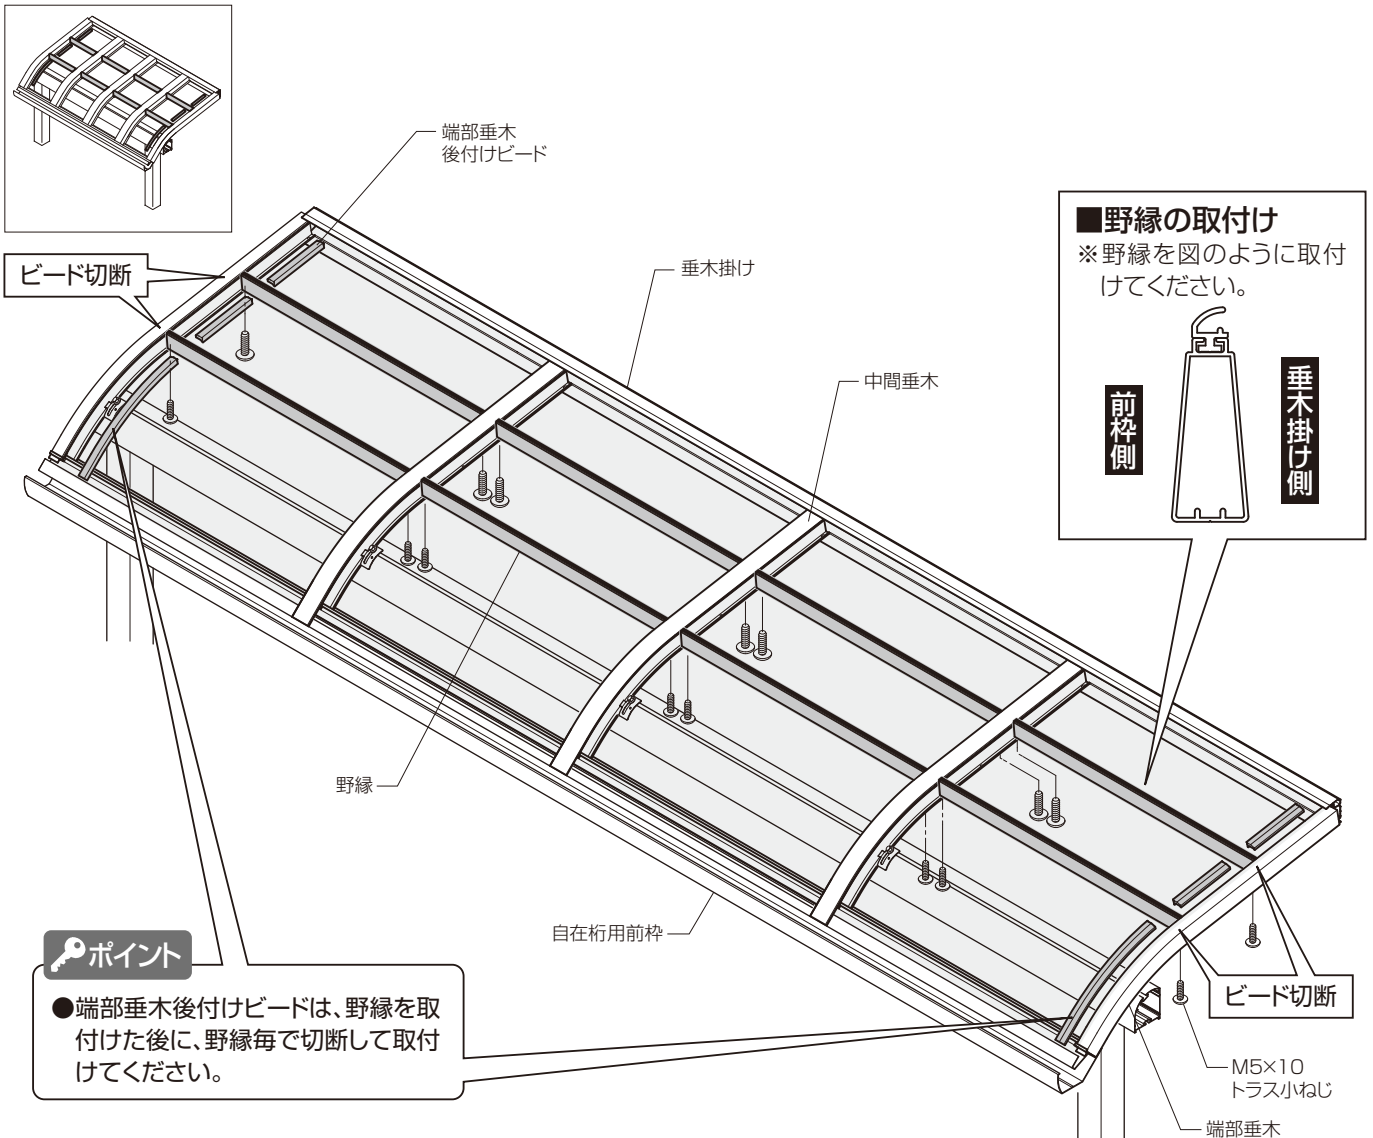 端部垂木
後付けビード
ビード切断
垂木掛け
中間垂木
■野縁の取付け
※野縁を図のように取付
けてください。
前枠側
垂木掛け側
野縁
自在桁用前枠
ポイント
●端部垂木後付けビードは、野縁を取
付けた後に、野縁毎で切断して取付
けてください。
ビード切断
M5×10
トラス小ねじ
端部垂木